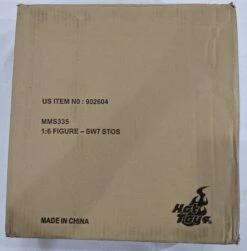 US ITEM NO : 902604
MMS335
1:6 FIGURE – SW7 STOS
HOT
TOYS
MADE IN CHINA